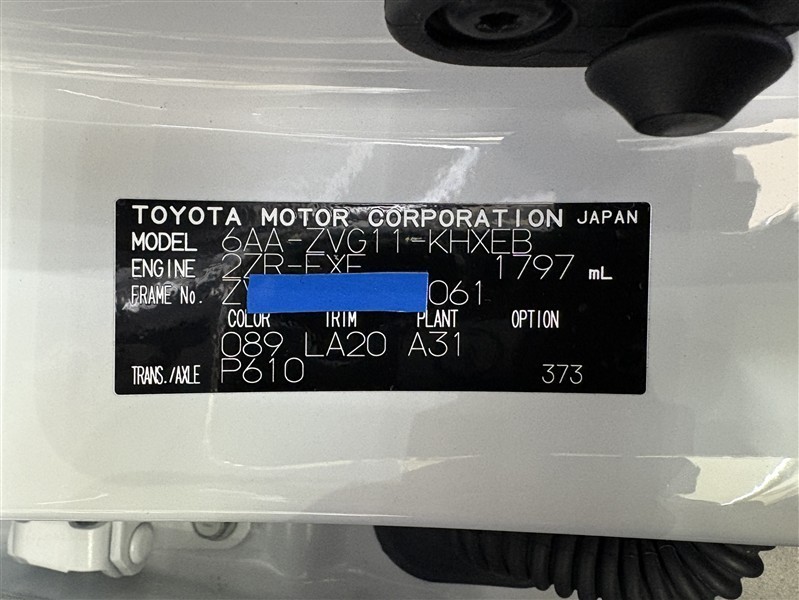 TOYOTA MOTOR CORPORATION JAPAN
MODEL 6AA-ZVG11-KHXEB
ENGINE 2ZR-FXE 1797 mL
FRAME No. ZV 061
COLOR TRIM PLANT OPTION
089 LA20 A31
TRANS./AXLE P610 373